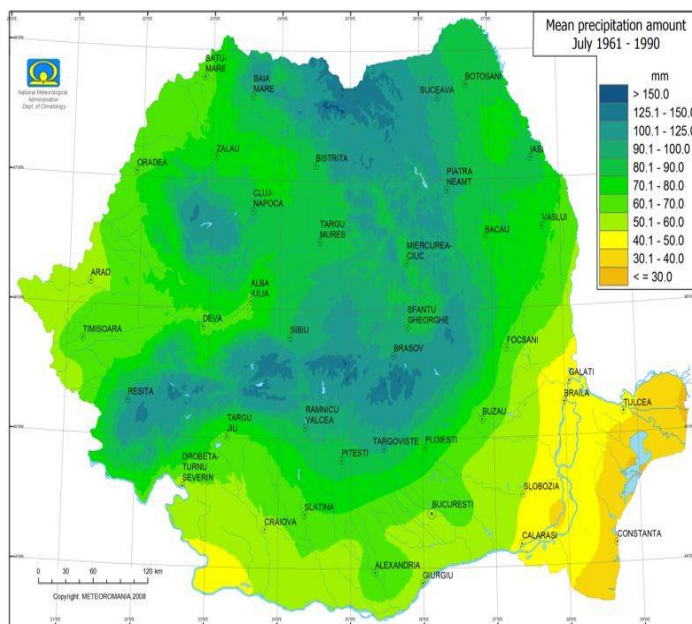 Mean precipitation amount
July 1961 - 1990
mm
> 150.0
125.1 - 150.0
100.1 - 125.0
90.1 - 100.0
80.1 - 90.0
70.1 - 80.0
60.1 - 70.0
50.1 - 60.0
40.1 - 50.0
30.1 - 40.0
< = 30.0
National Meteorological
Administration
-Dept. of Climatology-
SATU-
MARE
BAIA
MARE
SUCEAVA
BOTOSANI
ORADEA
ZALAU
BISTRITA
IASI
PIATRA
NEAMT
CLUJ-
NAPOCA
TARGU
MURES
BACAU
VASLUI
MIERCUREA-
CIUC
ARAD
ALBA
IULIA
TIMISOARA
DEVA
SIBIU
SFANTU
GHEORGHE
BRASOV
FOCSANI
GALATI
BRAILA
TULCEA
RESITA
TARGU
JIU
RAMNICU
VALCEA
BUZAU
DROBETA-
TURNU
SEVERIN
PITESTI
TARGOVISTE
PLOIESTI
SLOBOZIA
CRAIOVA
SLATINA
BUCURESTI
CALARASI
CONSTANTA
ALEXANDRIA
GIURGIU
0 30 60 120
km
Copyright: METEOROMANIA 2008